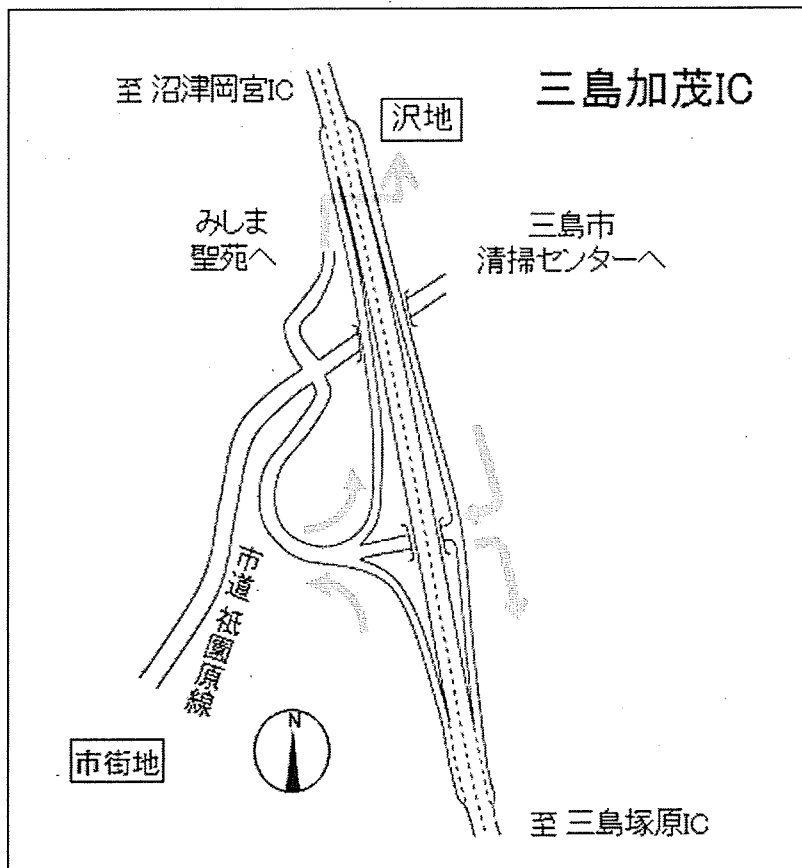 三島加茂IC
至 沼津岡宮IC
沢地
みしま
聖苑へ
三島市
清掃センターへ
市道 祇園原線
N
市街地
至 三島塚原IC